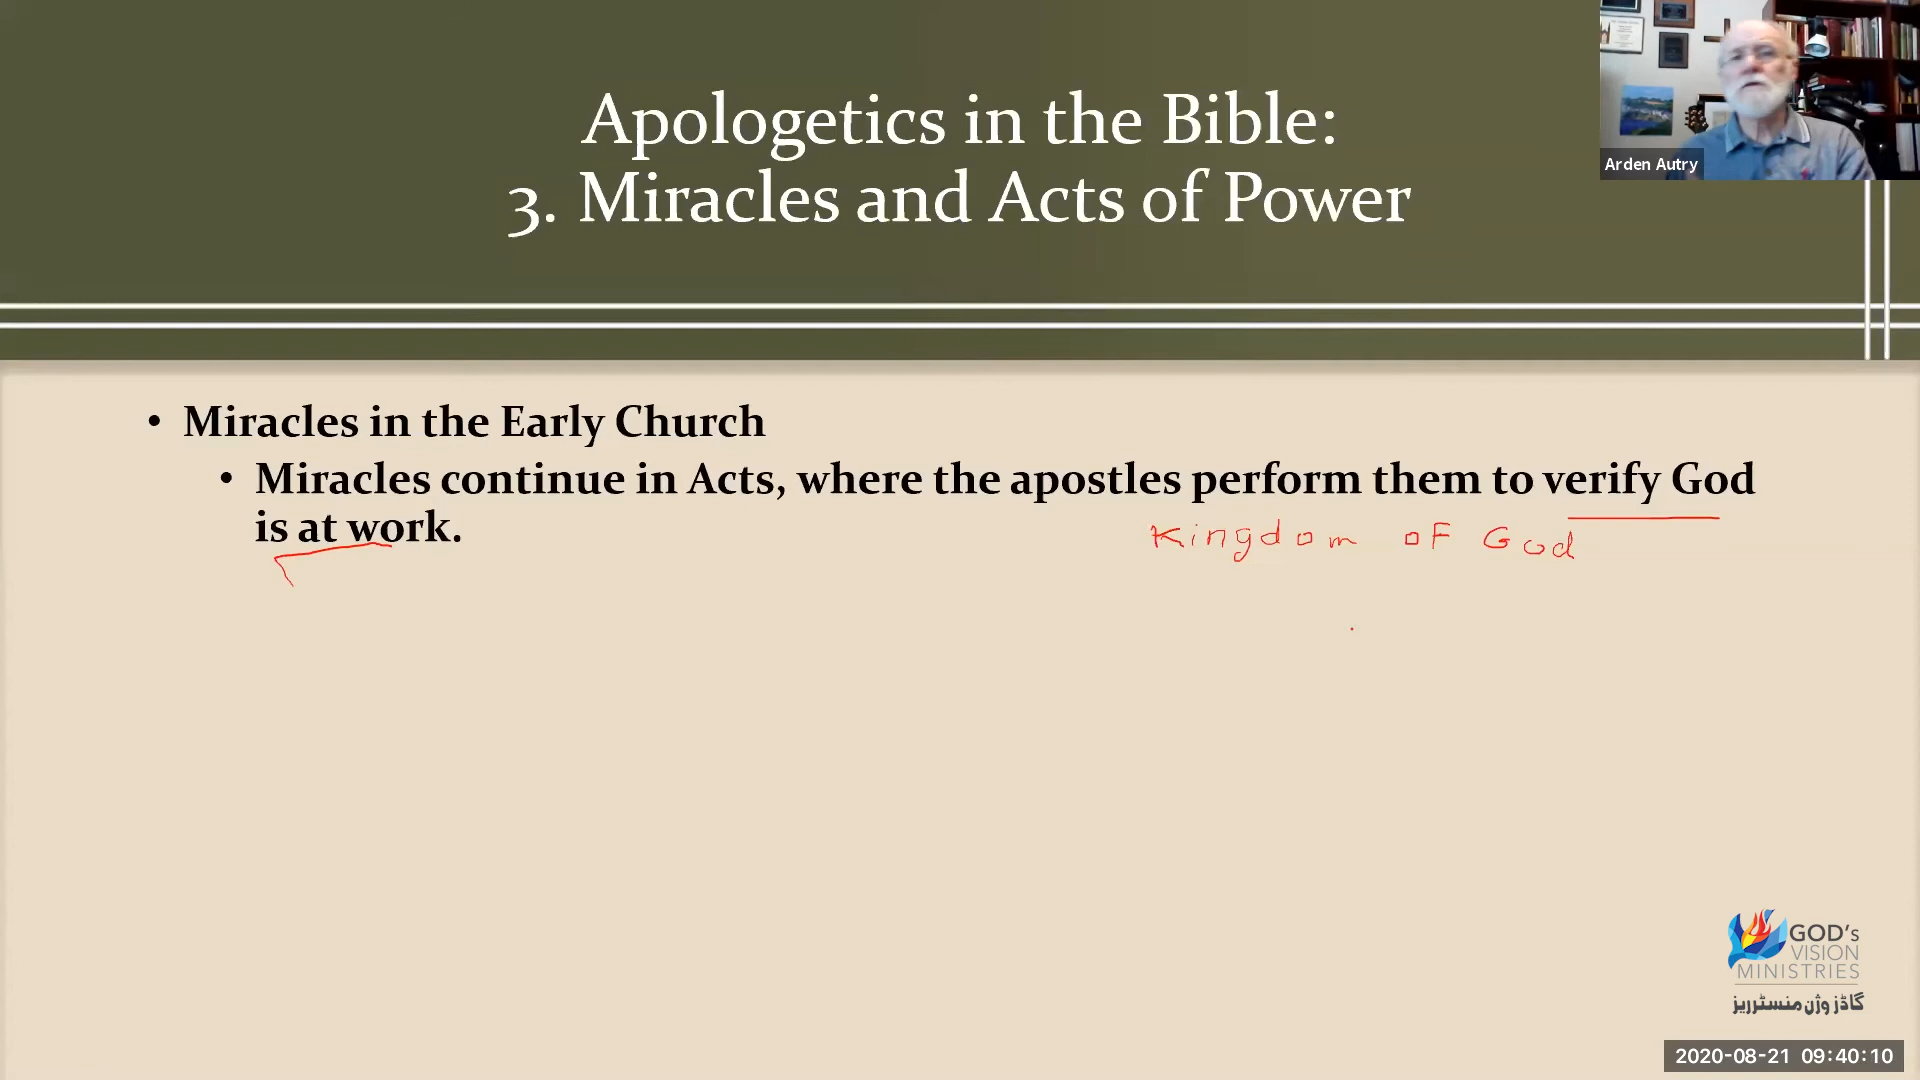 Apologetics in the Bible:
3. Miracles and Acts of Power
Arden Autry
• Miracles in the Early Church
• Miracles continue in Acts, where the apostles perform them to verify God
is at work.
Kingdom of God
GOD's
VISION
MINISTRIES
گاڈز وژن منسٹریز
2020-08-21 09:40:10